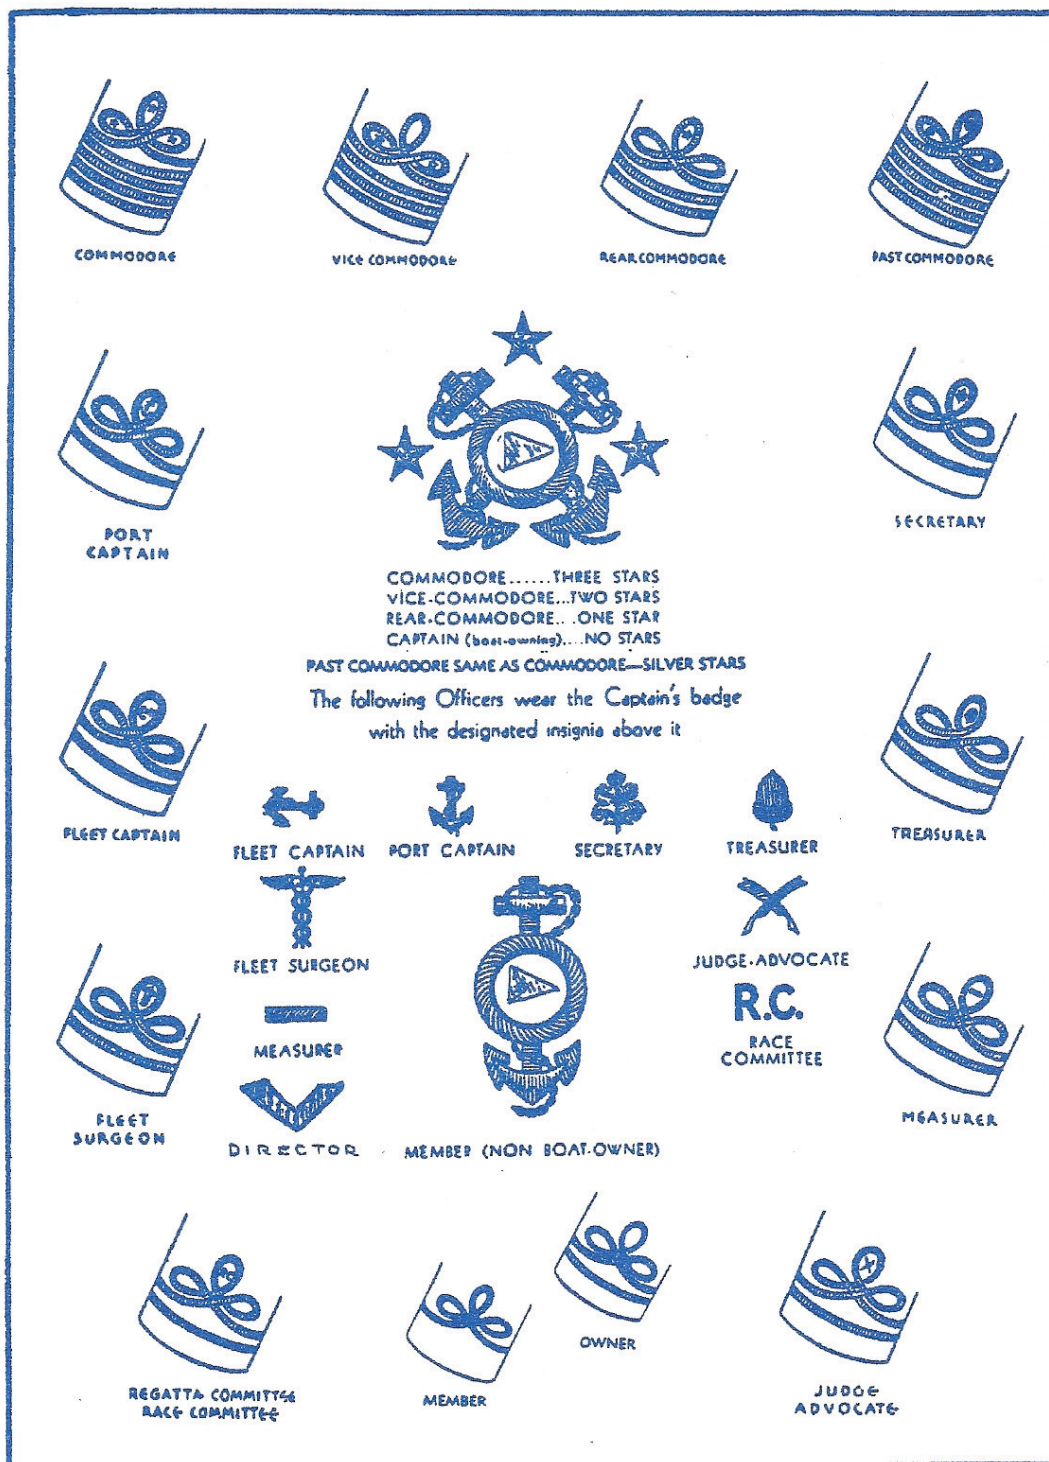 COMMODORE
VICE COMMODORE
REAR COMMODORE
PAST COMMODORE
PORT
CAPTAIN
SECRETARY
COMMODORE......THREE STARS
VICE-COMMODORE...TWO STARS
REAR-COMMODORE...ONE STAR
CAPTAIN (boat-owning)....NO STARS
PAST COMMODORE SAME AS COMMODORE—SILVER STARS
The following Officers wear the Captain's badge
with the designated insignia above it
FLEET CAPTAIN
TREASURER
FLEET CAPTAIN
PORT CAPTAIN
SECRETARY
TREASURER
FLEET SURGEON
JUDGE-ADVOCATE
R.C.
RACE
COMMITTEE
MEASURER
DIRECTOR
MEMBER (NON BOAT-OWNER)
FLEET
SURGEON
MEASURER
RC
REGATTA COMMITTEE
RACE COMMITTEE
MEMBER
OWNER
JUDGE
ADVOCATE